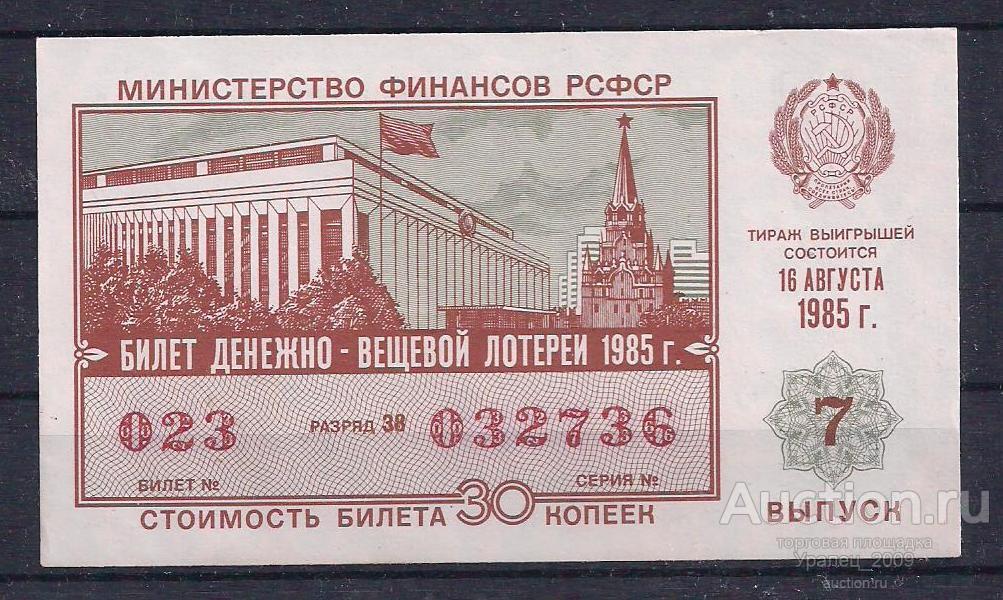 МИНИСТЕРСТВО ФИНАНСОВ РСФСР
РСФСР
ТИРАЖ ВЫИГРЫШЕЙ
СОСТОИТСЯ
16 АВГУСТА
1985 г.
БИЛЕТ ДЕНЕЖНО - ВЕЩЕВОЙ ЛОТЕРЕИ 1985 г.
023 РАЗРЯД 38 032736
БИЛЕТ № СЕРИЯ №
СТОИМОСТЬ БИЛЕТА 30 КОПЕЕК
7
ВЫПУСК
Auction.ru
торговая площадка
Уралец_2009
auction.ru